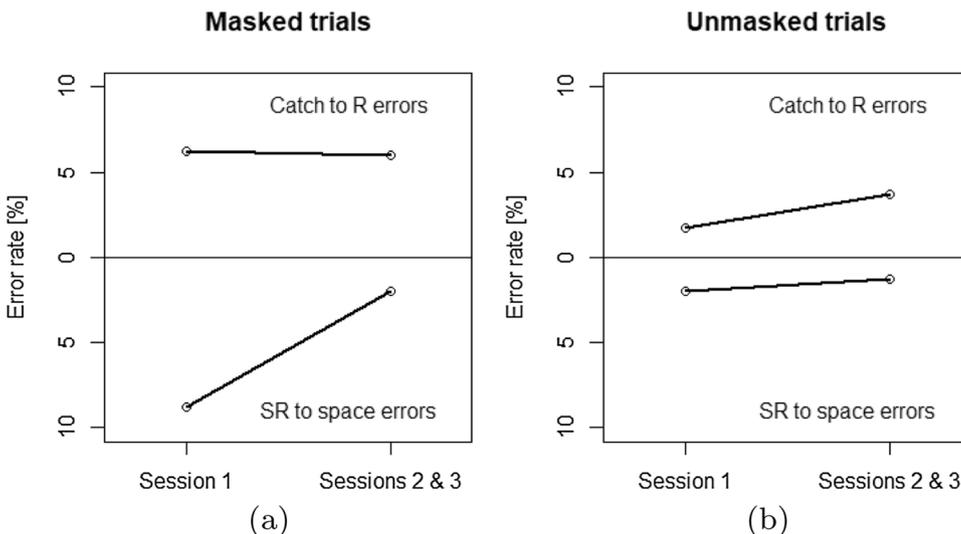 Masked trials
Error rate [%]
10
5
0
5
10
Catch to R errors
SR to space errors
Session 1
Sessions 2 & 3
(a)
Unmasked trials
Error rate [%]
10
5
0
5
10
Catch to R errors
SR to space errors
Session 1
Sessions 2 & 3
(b)